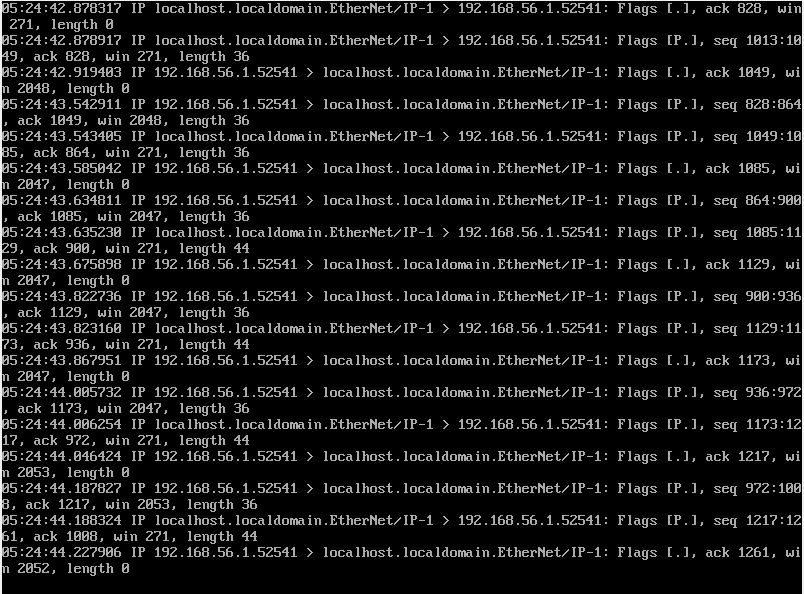 05:24:42.878317 IP localhost.localdomain.EtherNet/IP-1 > 192.168.56.1.52541: Flags [.], ack 828, win
 271, length 0
05:24:42.878917 IP localhost.localdomain.EtherNet/IP-1 > 192.168.56.1.52541: Flags [P.], seq 1013:10
49, ack 828, win 271, length 36
05:24:42.919403 IP 192.168.56.1.52541 > localhost.localdomain.EtherNet/IP-1: Flags [.], ack 1049, wi
n 2048, length 0
05:24:43.542911 IP 192.168.56.1.52541 > localhost.localdomain.EtherNet/IP-1: Flags [P.], seq 828:864
, ack 1049, win 2048, length 36
05:24:43.543405 IP localhost.localdomain.EtherNet/IP-1 > 192.168.56.1.52541: Flags [P.], seq 1049:10
85, ack 864, win 271, length 36
05:24:43.585042 IP 192.168.56.1.52541 > localhost.localdomain.EtherNet/IP-1: Flags [.], ack 1085, wi
n 2047, length 0
05:24:43.634811 IP 192.168.56.1.52541 > localhost.localdomain.EtherNet/IP-1: Flags [P.], seq 864:900
, ack 1085, win 2047, length 36
05:24:43.635230 IP localhost.localdomain.EtherNet/IP-1 > 192.168.56.1.52541: Flags [P.], seq 1085:11
29, ack 900, win 271, length 44
05:24:43.675898 IP 192.168.56.1.52541 > localhost.localdomain.EtherNet/IP-1: Flags [.], ack 1129, wi
n 2047, length 0
05:24:43.822736 IP 192.168.56.1.52541 > localhost.localdomain.EtherNet/IP-1: Flags [P.], seq 900:936
, ack 1129, win 2047, length 36
05:24:43.823160 IP localhost.localdomain.EtherNet/IP-1 > 192.168.56.1.52541: Flags [P.], seq 1129:11
73, ack 936, win 271, length 44
05:24:43.867951 IP 192.168.56.1.52541 > localhost.localdomain.EtherNet/IP-1: Flags [.], ack 1173, wi
n 2047, length 0
05:24:44.005732 IP 192.168.56.1.52541 > localhost.localdomain.EtherNet/IP-1: Flags [P.], seq 936:972
, ack 1173, win 2047, length 36
05:24:44.006254 IP localhost.localdomain.EtherNet/IP-1 > 192.168.56.1.52541: Flags [P.], seq 1173:12
17, ack 972, win 271, length 44
05:24:44.046424 IP 192.168.56.1.52541 > localhost.localdomain.EtherNet/IP-1: Flags [.], ack 1217, wi
n 2053, length 0
05:24:44.187827 IP 192.168.56.1.52541 > localhost.localdomain.EtherNet/IP-1: Flags [P.], seq 972:100
8, ack 1217, win 2053, length 36
05:24:44.188324 IP localhost.localdomain.EtherNet/IP-1 > 192.168.56.1.52541: Flags [P.], seq 1217:12
61, ack 1008, win 271, length 44
05:24:44.227906 IP 192.168.56.1.52541 > localhost.localdomain.EtherNet/IP-1: Flags [.], ack 1261, wi
n 2052, length 0